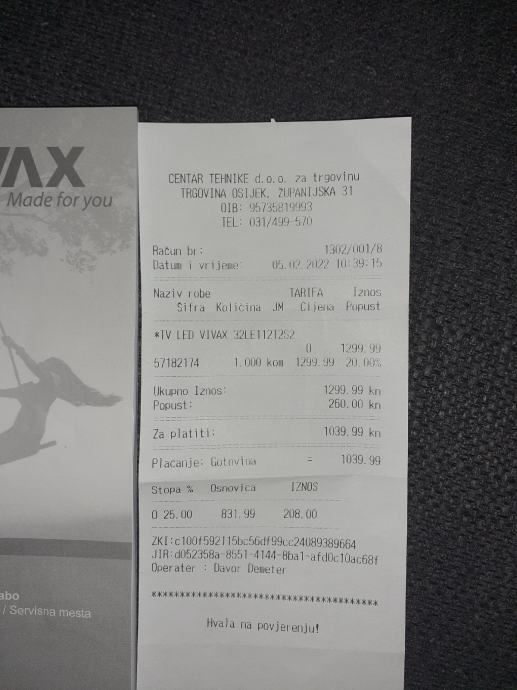 VAX
Made for you
CENTAR TEHNIKE d.o.o. za trgovinu
TRGOVINA OSIJEK, ŽUPANIJSKA 31
OIB: 95735819993
TEL: 031/499-570
Račun br: 1302/001/8
Datum i vrijeme: 05.02.2022 10:39:15
Naziv robe TARIFA Iznos
Šifra Količina JM Cijena Popust
*TV LED VIVAX 32LE112T2S2
O 1299.99
57182174 1.000 kom 1299.99 20.00%
Ukupno Iznos: 1299.99 kn
Popust: 260.00 kn
Za platiti: 1039.99 kn
Plaćanje: Gotovina = 1039.99
Stopa % Osnovica IZNOS
O 25.00 831.99 208.00
ZKI:c100f592115bc56df99cc24089389664
JIR:d052358a-8551-4144-8ba1-afd0c10ac68f
Operater : Davor Demeter
***************************************
Hvala na povjerenju!
/ Servisna mesta